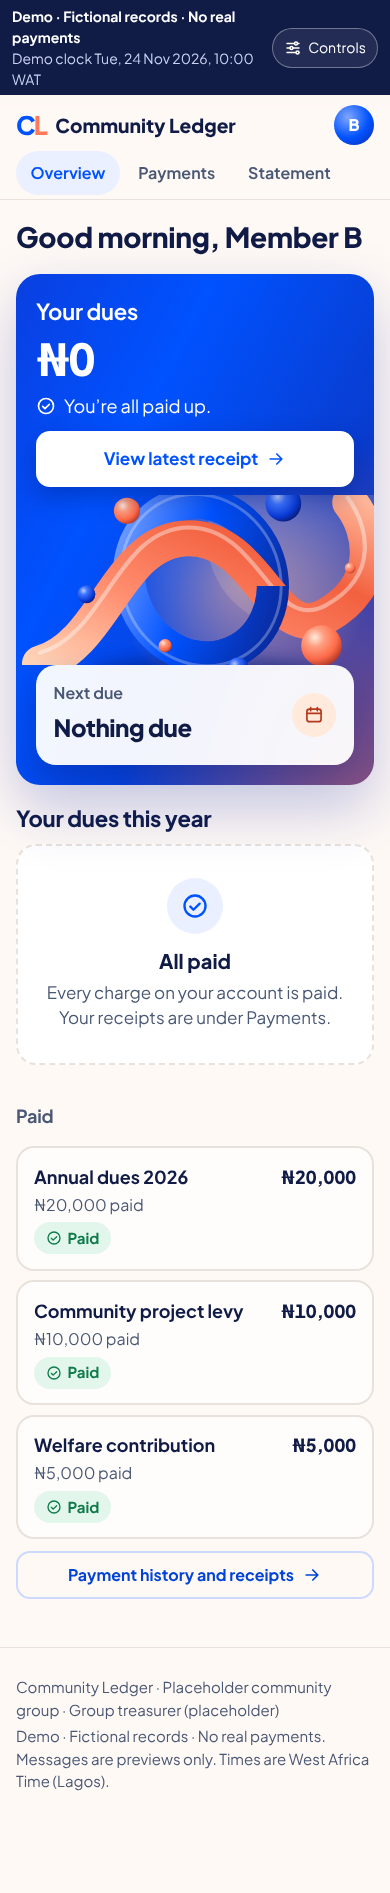 Demo · Fictional records · No real
payments
Demo clock Tue, 24 Nov 2026, 10:00
WAT
Controls
CL Community Ledger
B
Overview Payments Statement
Good morning, Member B
Your dues
₦0
You’re all paid up.
View latest receipt →
Next due
Nothing due
Your dues this year
All paid
Every charge on your account is paid.
Your receipts are under Payments.
Paid
Annual dues 2026 ₦20,000
₦20,000 paid
Paid
Community project levy ₦10,000
₦10,000 paid
Paid
Welfare contribution ₦5,000
₦5,000 paid
Paid
Payment history and receipts →
Community Ledger · Placeholder community
group · Group treasurer (placeholder)
Demo · Fictional records · No real payments.
Messages are previews only. Times are West Africa
Time (Lagos).